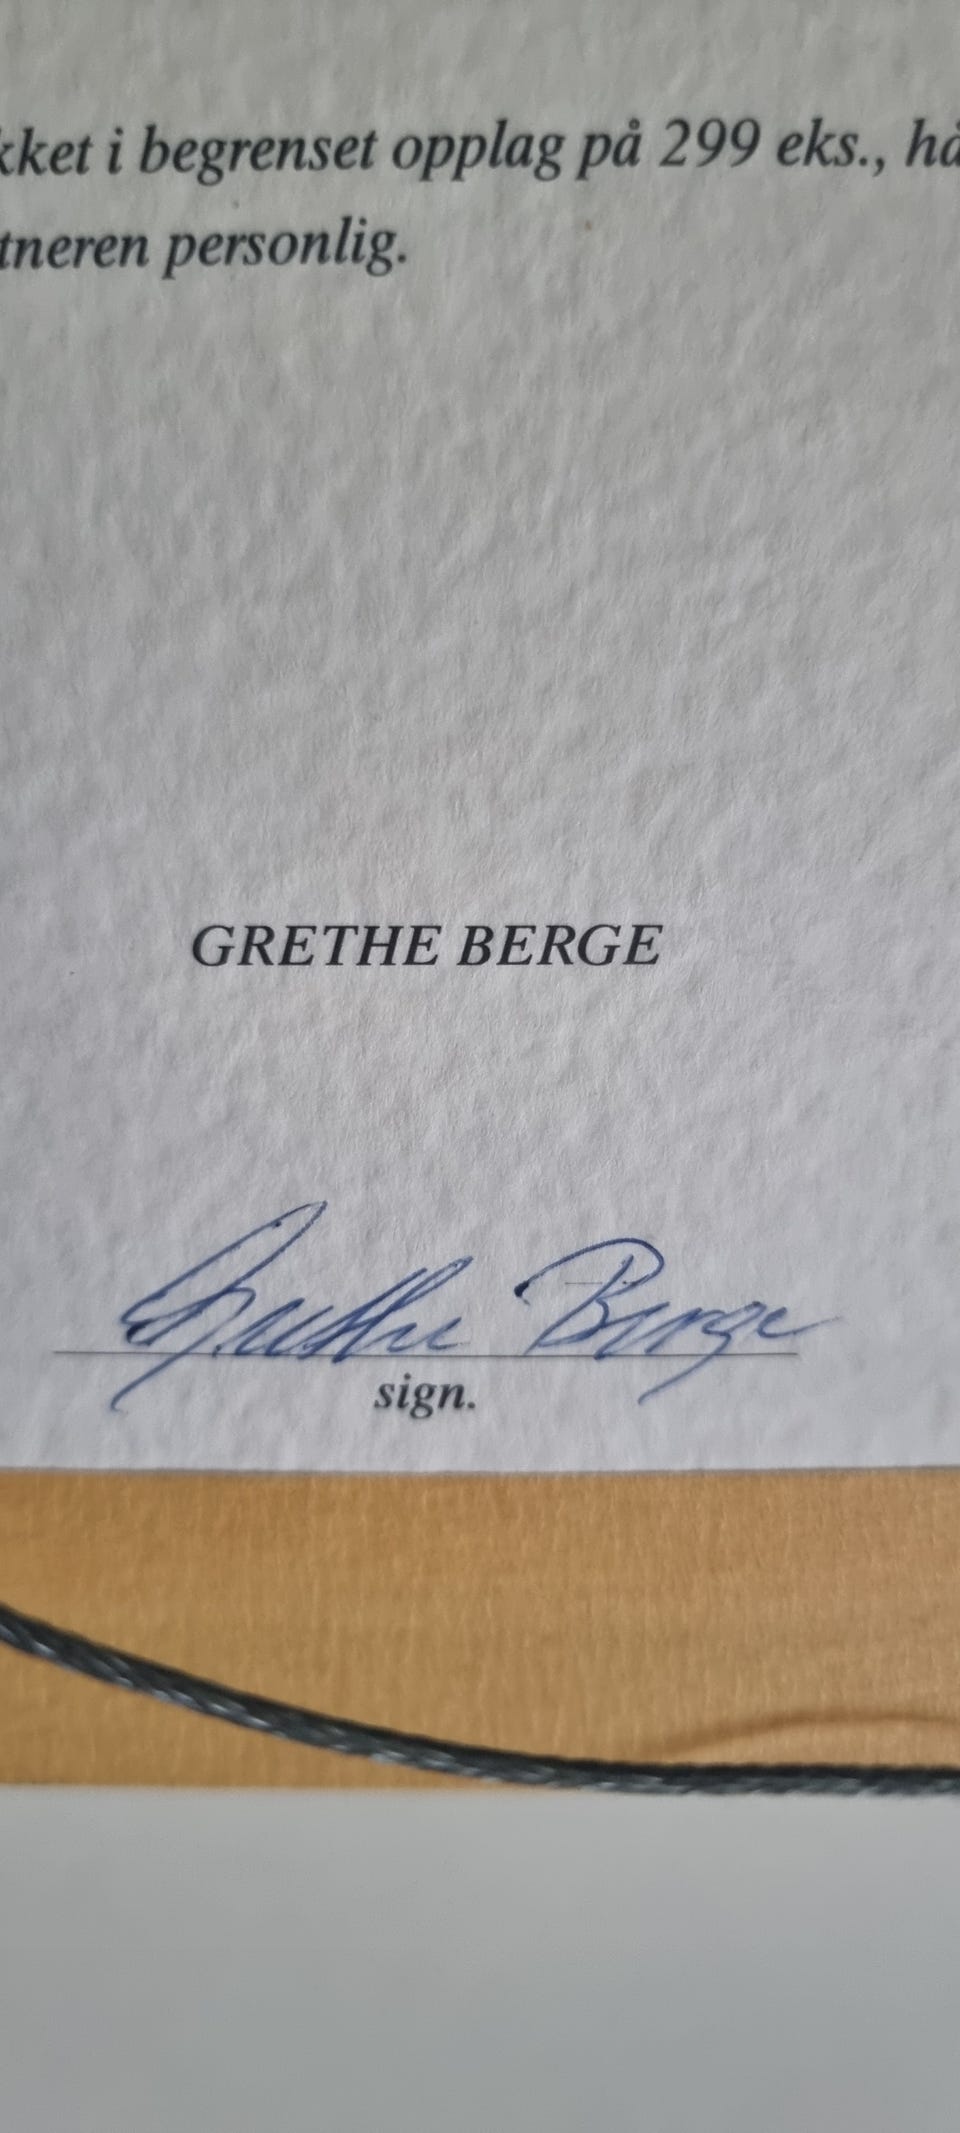 kket i begrenset opplag på 299 eks., hå
tneren personlig.
GRETHE BERGE
Grethe Berge
sign.